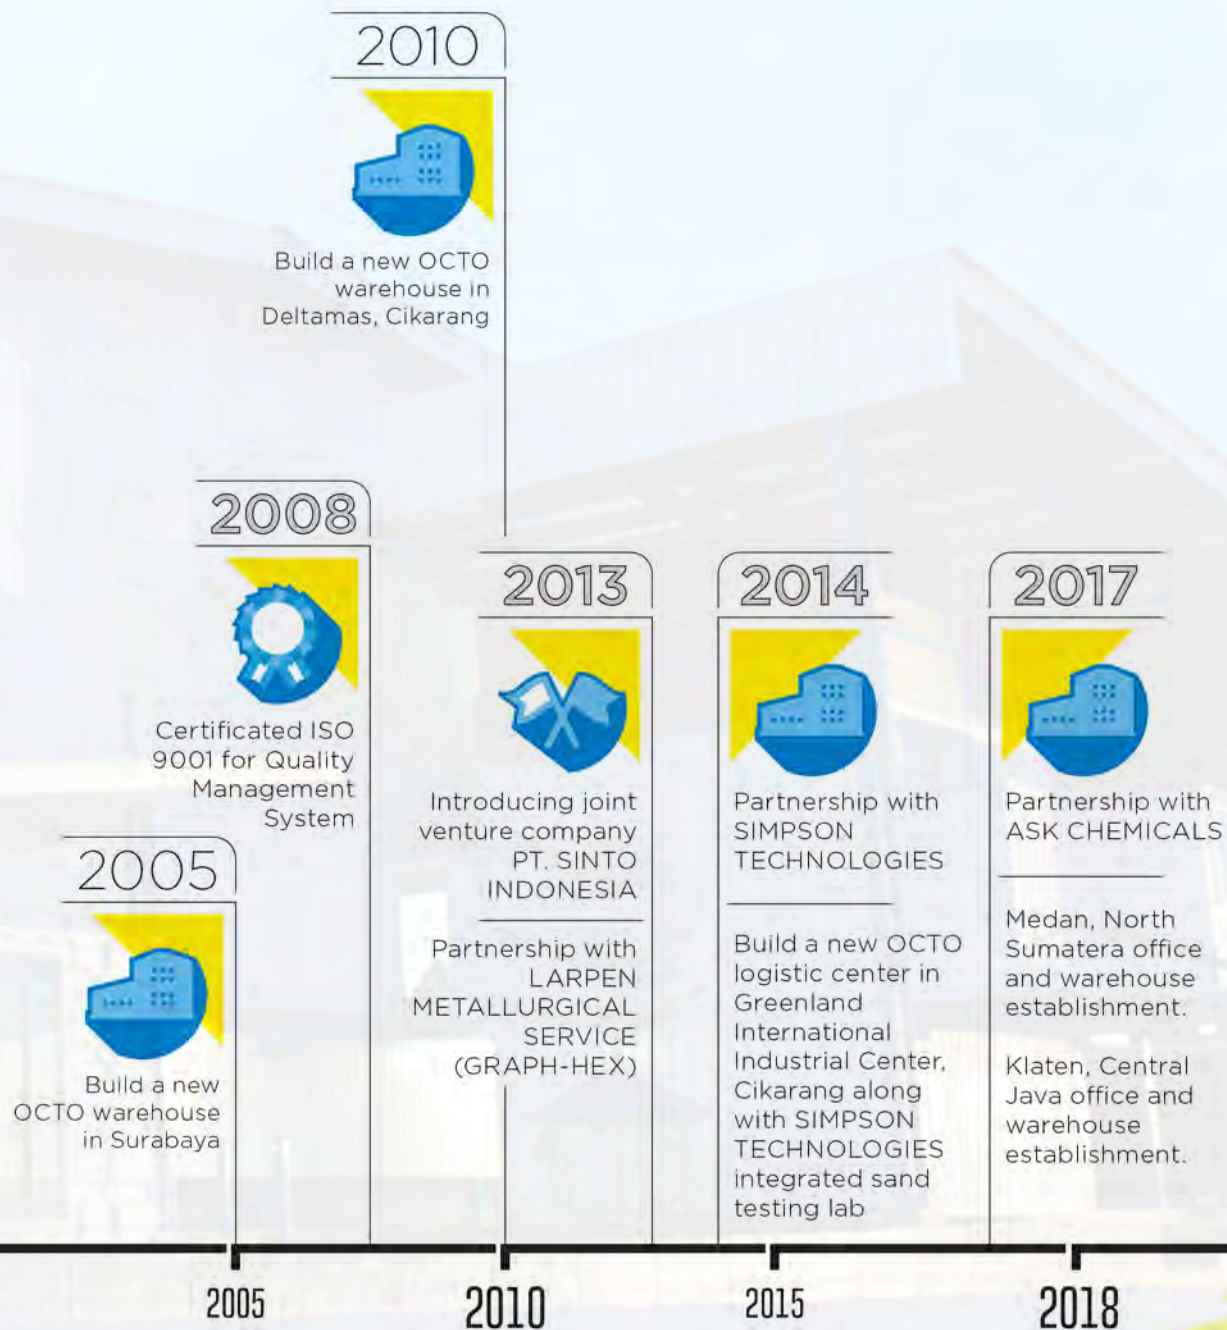 2010
Build a new OCTO
warehouse in
Deltamas, Cikarang
2008
Certificated ISO
9001 for Quality
Management
System
2005
Build a new
OCTO warehouse
in Surabaya
2013
Introducing joint
venture company
PT. SINTO
INDONESIA
Partnership with
LARPEN
METALLURGICAL
SERVICE
(GRAPH-HEX)
2014
Partnership with
SIMPSON
TECHNOLOGIES
Build a new OCTO
logistic center in
Greenland
International
Industrial Center,
Cikarang along
with SIMPSON
TECHNOLOGIES
integrated sand
testing lab
2017
Partnership with
ASK CHEMICALS
Medan, North
Sumatera office
and warehouse
establishment.
Klaten, Central
Java office and
warehouse
establishment.
2005
2010
2015
2018